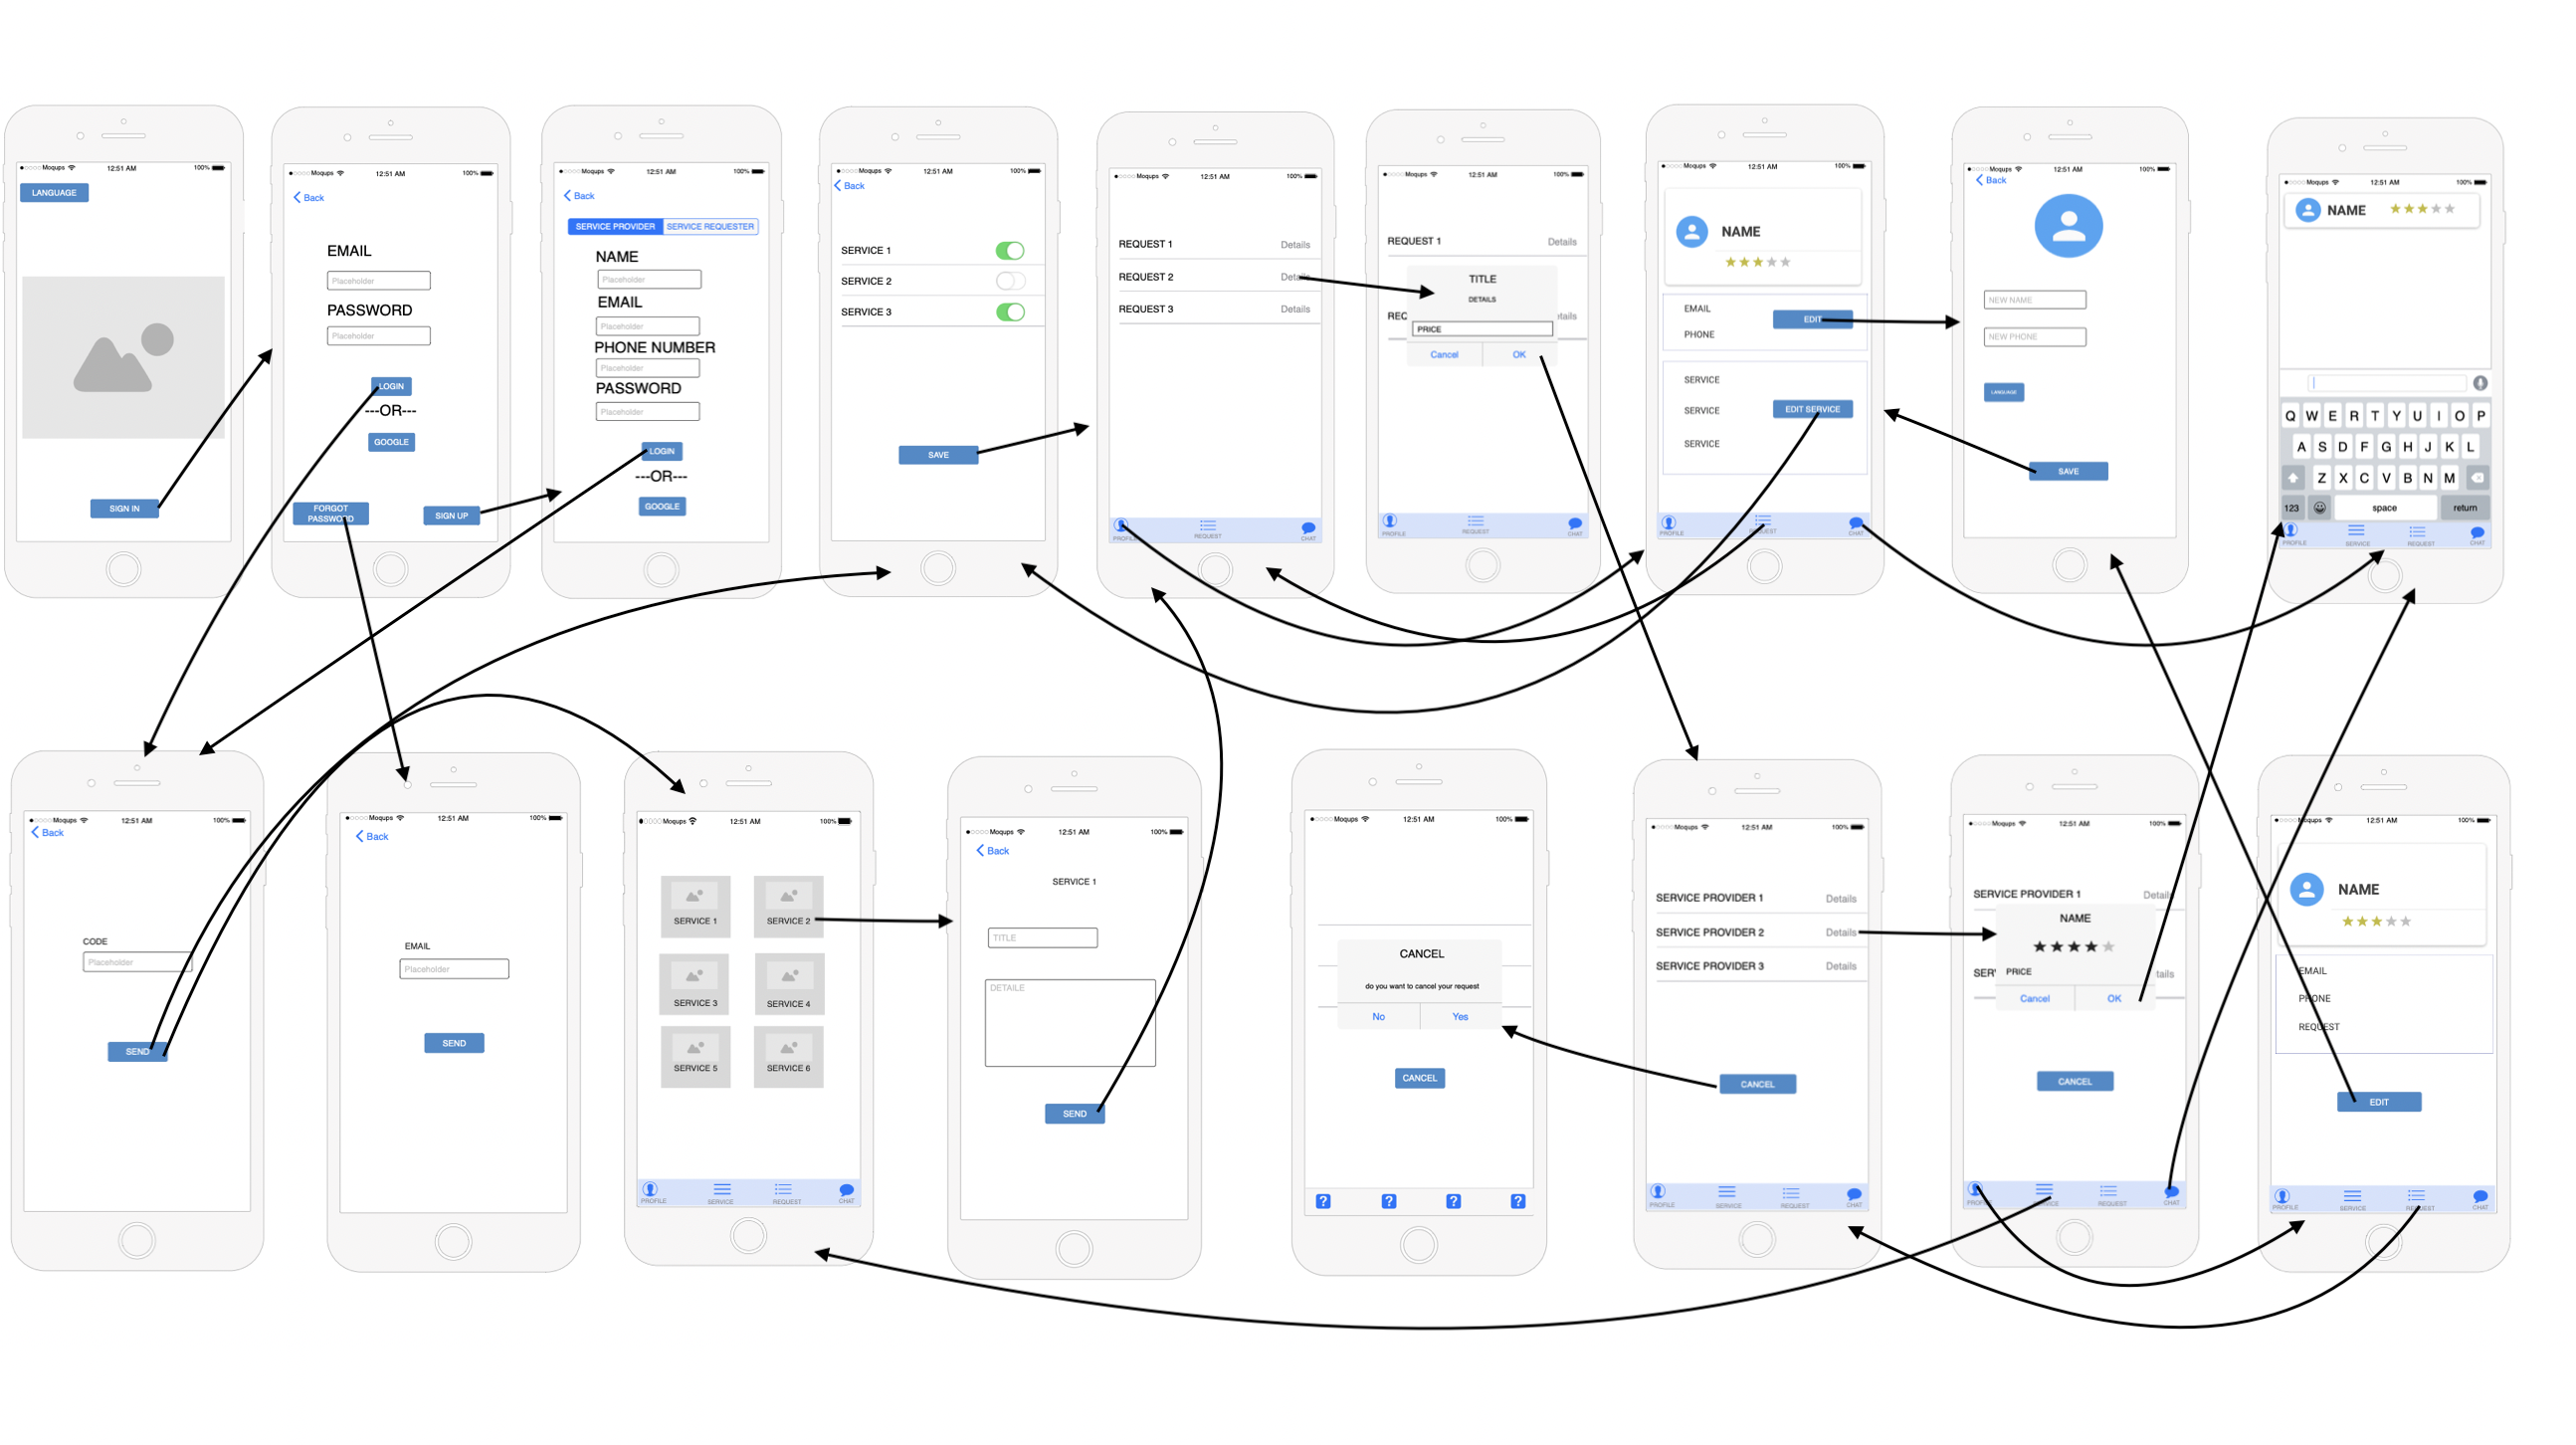 Moqups 12:51 AM 100%
LANGUAGE
SIGN IN
Moqups 12:51 AM 100%
Back
EMAIL
Placeholder
PASSWORD
Placeholder
LOGIN
---OR---
GOOGLE
FORGOT
PASSWORD
SIGN UP
Moqups 12:51 AM 100%
Back
SERVICE PROVIDER SERVICE REQUESTER
NAME
Placeholder
EMAIL
Placeholder
PHONE NUMBER
Placeholder
PASSWORD
Placeholder
LOGIN
---OR---
GOOGLE
Moqups 12:51 AM 100%
Back
SERVICE 1
SERVICE 2
SERVICE 3
SAVE
Moqups 12:51 AM 100%
REQUEST 1 Details
REQUEST 2 Details
REQUEST 3 Details
PROFILE REQUEST CHAT
Moqups 12:51 AM 100%
REQUEST 1 Details
TITLE
DETAILS
REQ tails
PRICE
Cancel OK
PROFILE REQUEST CHAT
Moqups 12:51 AM 100%
NAME
EMAIL
EDIT
PHONE
SERVICE
SERVICE EDIT SERVICE
SERVICE
PROFILE REQUEST CHAT
Moqups 12:51 AM 100%
Back
NEW NAME
NEW PHONE
LANGUAGE
SAVE
Moqups 12:51 AM 100%
NAME
Q W E R T Y U I O P
A S D F G H J K L
Z X C V B N M
123 space return
PROFILE SERVICE REQUEST CHAT
Moqups 12:51 AM 100%
Back
CODE
Placeholder
SEND
Moqups 12:51 AM 100%
Back
EMAIL
Placeholder
SEND
Moqups 12:51 AM 100%
SERVICE 1 SERVICE 2
SERVICE 3 SERVICE 4
SERVICE 5 SERVICE 6
PROFILE SERVICE REQUEST CHAT
Moqups 12:51 AM 100%
Back
SERVICE 1
TITLE
DETAILE
SEND
Moqups 12:51 AM 100%
CANCEL
do you want to cancel your request
No Yes
CANCEL
? ? ? ?
Moqups 12:51 AM 100%
SERVICE PROVIDER 1 Details
SERVICE PROVIDER 2 Details
SERVICE PROVIDER 3 Details
CANCEL
PROFILE SERVICE REQUEST CHAT
Moqups 12:51 AM 100%
SERVICE PROVIDER 1 Details
NAME
SER tails
PRICE
Cancel OK
CANCEL
PROFILE SERVICE REQUEST CHAT
Moqups 12:51 AM 100%
NAME
EMAIL
PHONE
REQUEST
EDIT
PROFILE SERVICE REQUEST CHAT